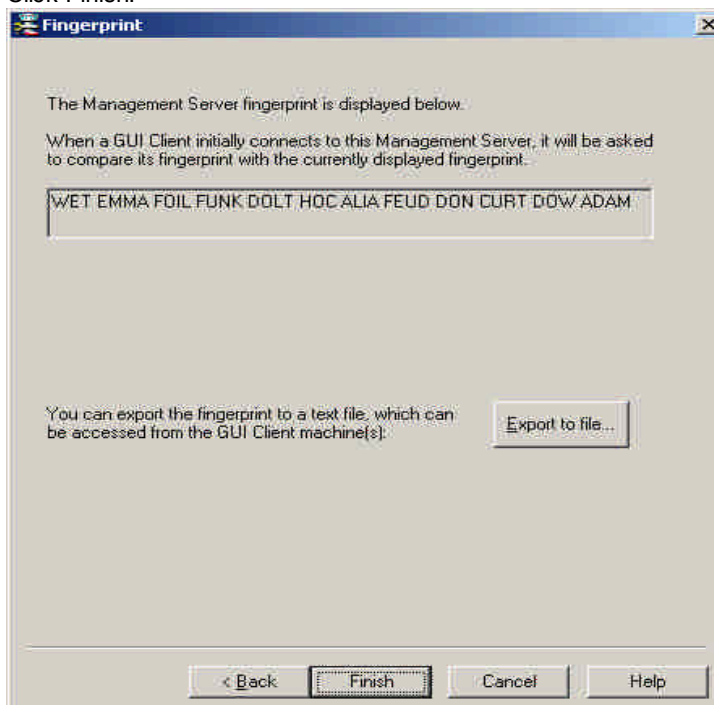 Click Finish.
Fingerprint
The Management Server fingerprint is displayed below.
When a GUI Client initially connects to this Management Server, it will be asked
to compare its fingerprint with the currently displayed fingerprint.
WET EMMA FOIL FUNK DOLT HOC ALIA FEUD DON CURT DOW ADAM
You can export the fingerprint to a text file, which can
be accessed from the GUI Client machine(s):
Export to file...
< Back Finish Cancel Help